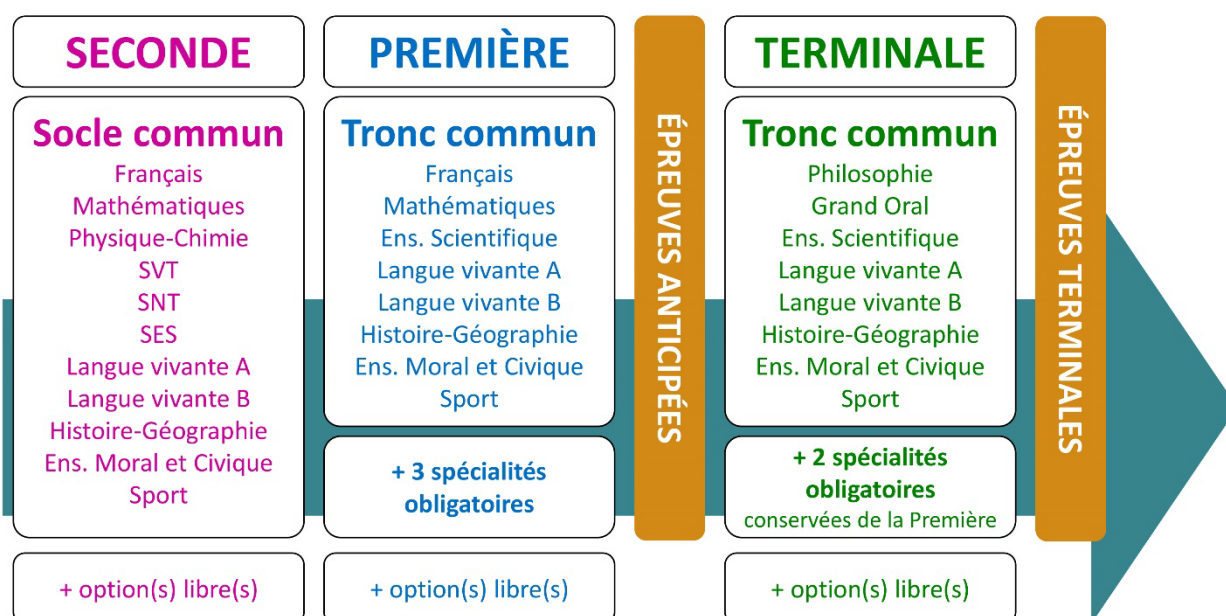 SECONDE
Socle commun
Français
Mathématiques
Physique-Chimie
SVT
SNT
SES
Langue vivante A
Langue vivante B
Histoire-Géographie
Ens. Moral et Civique
Sport
+ option(s) libre(s)
PREMIÈRE
Tronc commun
Français
Mathématiques
Ens. Scientifique
Langue vivante A
Langue vivante B
Histoire-Géographie
Ens. Moral et Civique
Sport
+ 3 spécialités
obligatoires
+ option(s) libre(s)
ÉPREUVES ANTICIPÉES
TERMINALE
Tronc commun
Philosophie
Grand Oral
Ens. Scientifique
Langue vivante A
Langue vivante B
Histoire-Géographie
Ens. Moral et Civique
Sport
+ 2 spécialités
obligatoires
conservées de la Première
+ option(s) libre(s)
ÉPREUVES TERMINALES